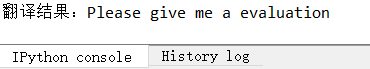 翻译结果：Please give me a evaluation
IPython console
History log